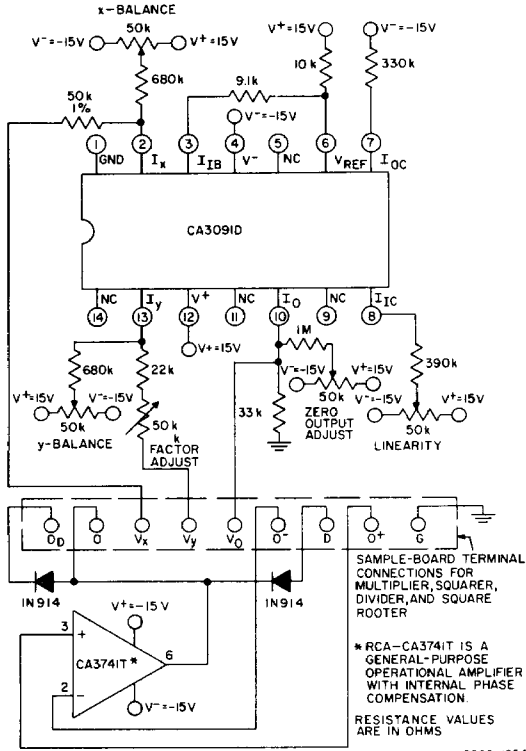 x-BALANCE
50k
V⁻=-15V
V⁺=15V
680k
50k
1%
9.1k
V⁻=-15V
V⁺=15V
V⁻=-15V
10k
330k
1 2 3 4 5 6 7
GND
I_x
I_IB
V⁻
NC
V_REF
I_OC
CA3091D
NC
I_y
V⁺
NC
I_O
NC
I_IC
14 13 12 11 10 9 8
V+=15V
680k
22k
1M
390k
V⁺=15V
V⁻=-15V
50k
y-BALANCE
50k
k
FACTOR
ADJUST
33k
V⁻=-15V
V⁺=15V
50k
ZERO
OUTPUT
ADJUST
V⁻=-15V
V⁺=15V
50k
LINEARITY
O_D
O
V_x
V_y
V_O
O⁻
D
O⁺
G
1N914
1N914
SAMPLE-BOARD TERMINAL
CONNECTIONS FOR
MULTIPLIER, SQUARER,
DIVIDER, AND SQUARE
ROOTER
V⁺=-15V
3
+
CA3741T*
6
2
-
V⁻=-15V
* RCA-CA3741T IS A
GENERAL-PURPOSE
OPERATIONAL AMPLIFIER
WITH INTERNAL PHASE
COMPENSATION.
RESISTANCE VALUES
ARE IN OHMS